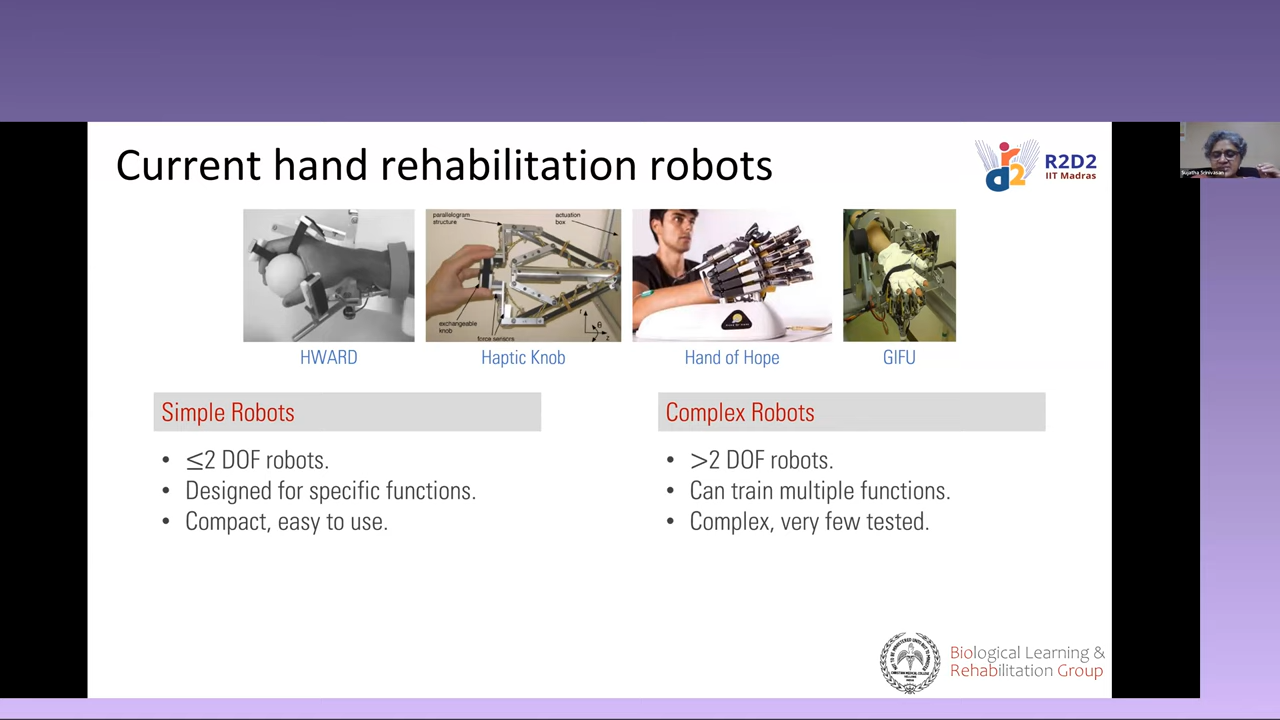 Current hand rehabilitation robots
R2D2
IIT Madras
Sujatha Srinivasan
parallelogram
structure
actuation
box
exchangeable
knob
force sensors
HWARD
Haptic Knob
Hand of Hope
GIFU
Simple Robots
Complex Robots
• ≤2 DOF robots.
• Designed for specific functions.
• Compact, easy to use.
• >2 DOF robots.
• Can train multiple functions.
• Complex, very few tested.
Biological Learning &
Rehabilitation Group